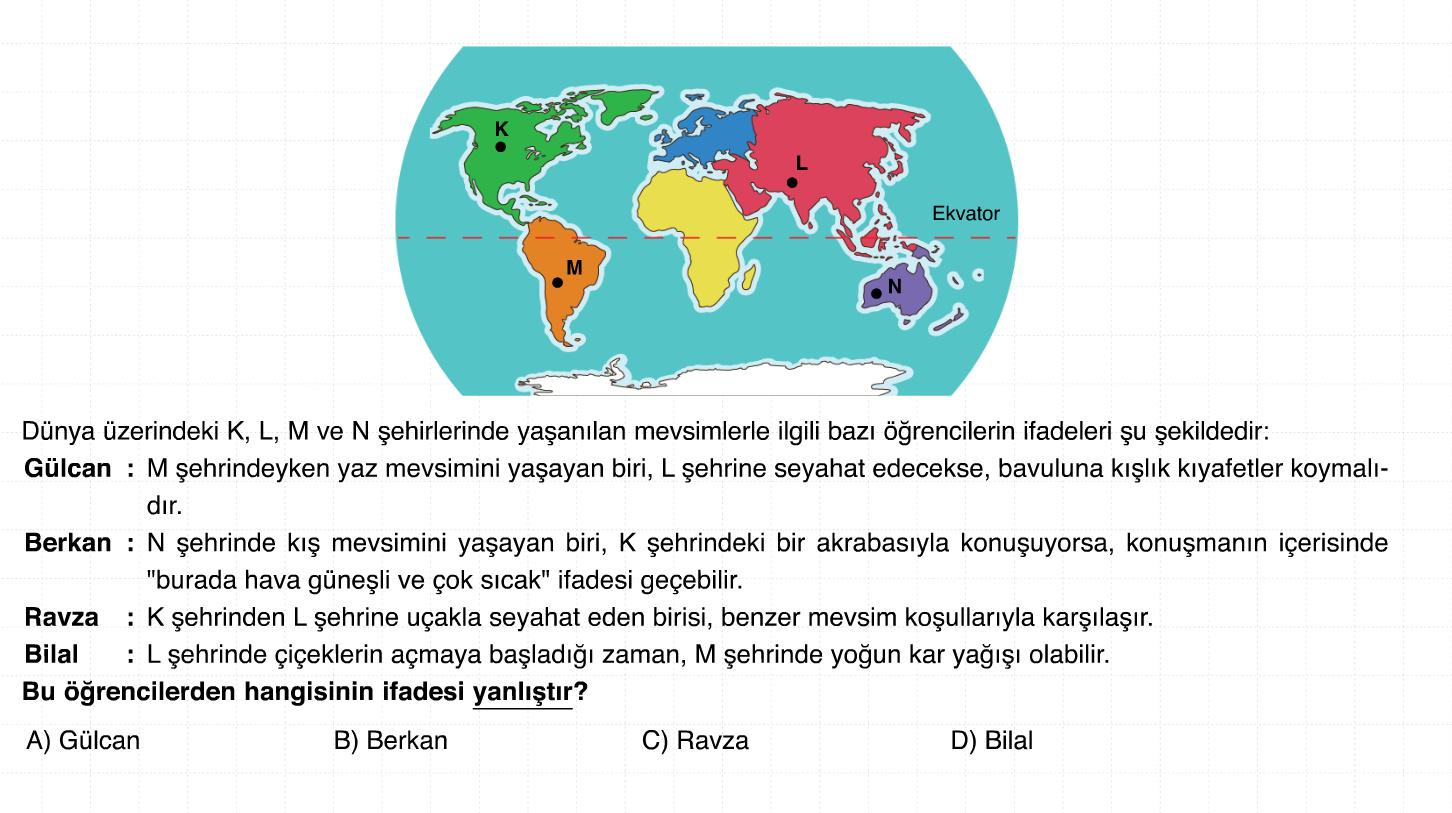 K
L
Ekvator
M
N
Dünya üzerindeki K, L, M ve N şehirlerinde yaşanılan mevsimlerle ilgili bazı öğrencilerin ifadeleri şu şekildedir:
Gülcan : M şehrindeyken yaz mevsimini yaşayan biri, L şehrine seyahat edecekse, bavuluna kışlık kıyafetler koymalı-
dır.
Berkan : N şehrinde kış mevsimini yaşayan biri, K şehrindeki bir akrabasıyla konuşuyorsa, konuşmanın içerisinde
"burada hava güneşli ve çok sıcak" ifadesi geçebilir.
Ravza : K şehrinden L şehrine uçakla seyahat eden birisi, benzer mevsim koşullarıyla karşılaşır.
Bilal : L şehrinde çiçeklerin açmaya başladığı zaman, M şehrinde yoğun kar yağışı olabilir.
Bu öğrencilerden hangisinin ifadesi yanlıştır?
A) Gülcan B) Berkan C) Ravza D) Bilal